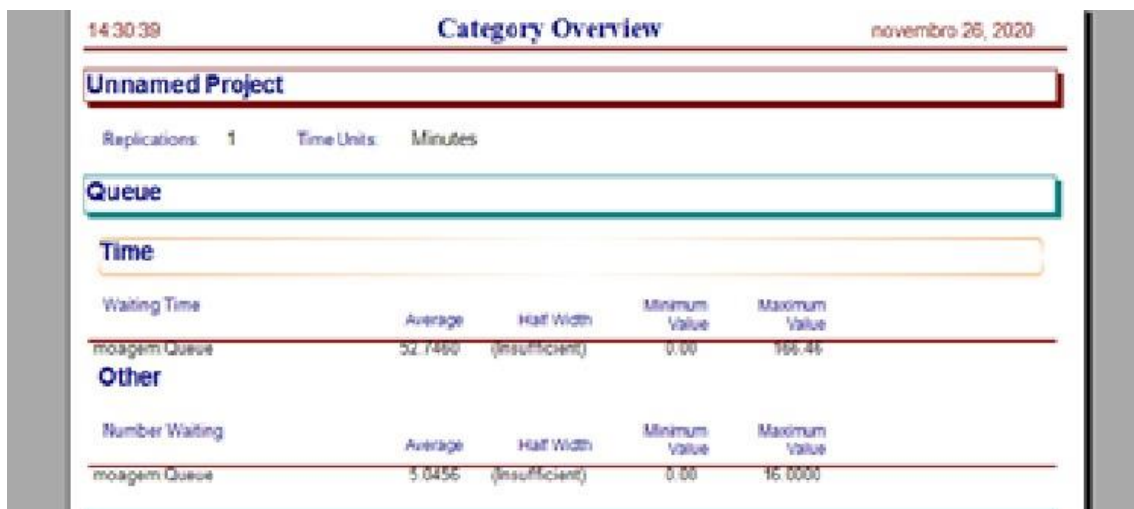 14:30:39 Category Overview novembro 26, 2020
Unnamed Project
Replications: 1 Time Units: Minutes
Queue
Time
Waiting Time Average Half Width Minimum Value Maximum Value
moagem Queue 52.7460 (Insufficient) 0.00 166.46
Other
Number Waiting Average Half Width Minimum Value Maximum Value
moagem Queue 5.0456 (Insufficient) 0.00 16.0000